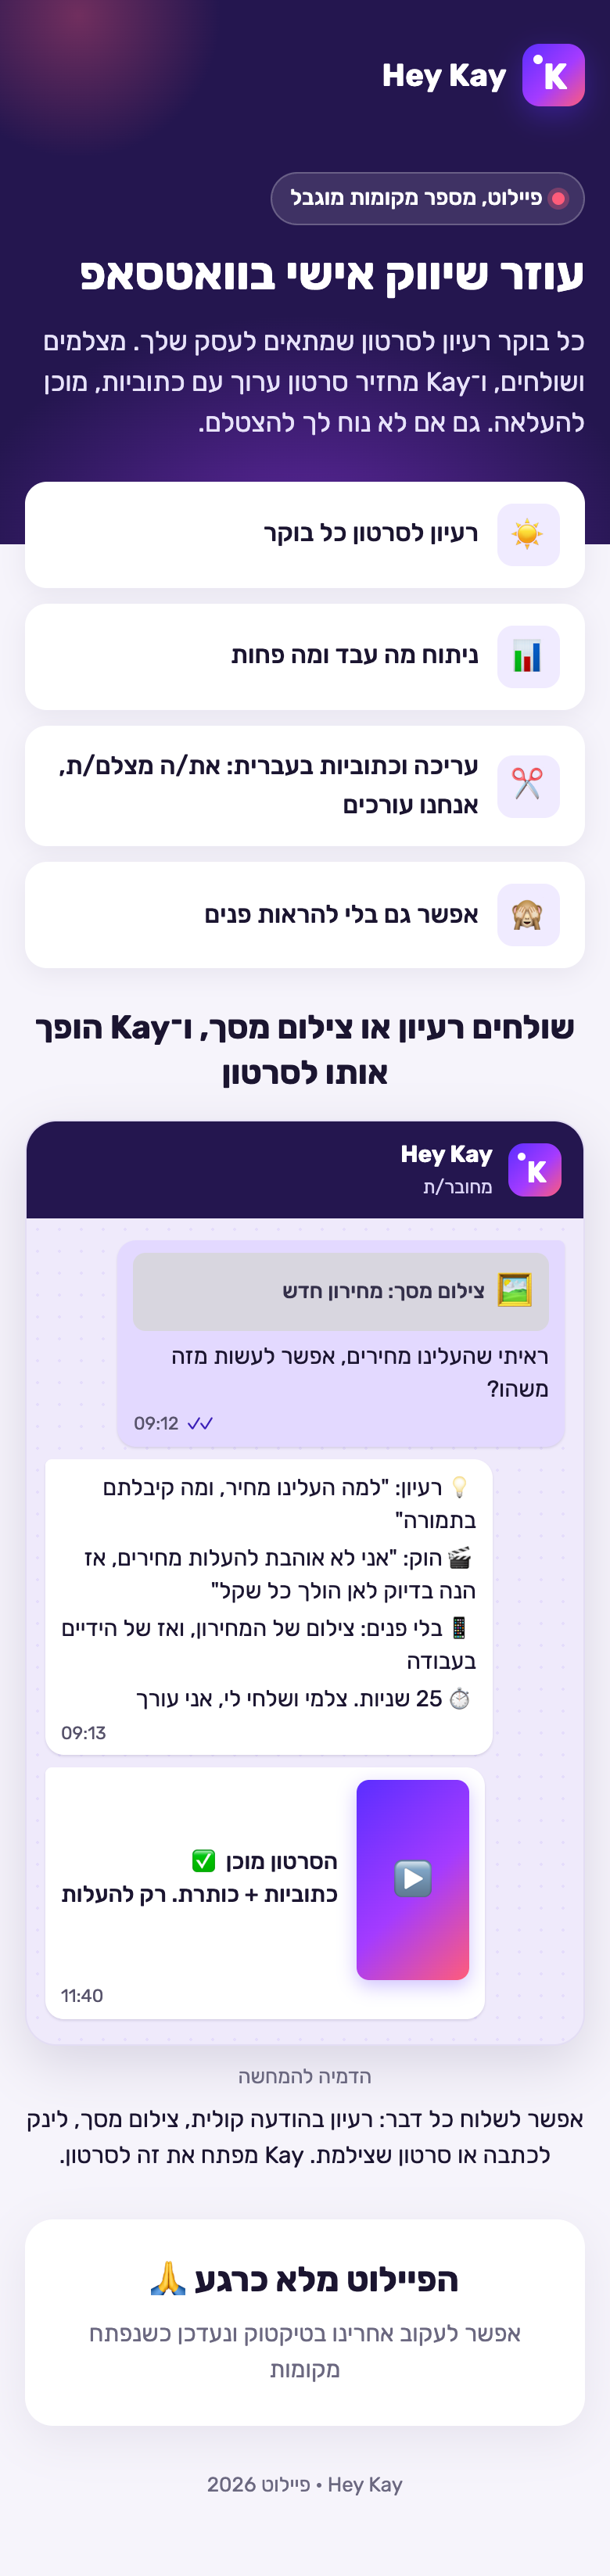 K
Hey Kay
פיילוט, מספר מקומות מוגבל
עוזר שיווק אישי בוואטסאפ
כל בוקר רעיון לסרטון שמתאים לעסק שלך. מצלמים
ושולחים, ו־Kay מחזיר סרטון ערוך עם כתוביות, מוכן
להעלאה. גם אם לא נוח לך להצטלם.
☀️ רעיון לסרטון כל בוקר
📊 ניתוח מה עבד ומה פחות
✂️ עריכה וכתוביות בעברית: את/ה מצלם/ת,
אנחנו עורכים
🙈 אפשר גם בלי להראות פנים
שולחים רעיון או צילום מסך, ו־Kay הופך
אותו לסרטון
K
Hey Kay
מחובר/ת
🖼️ צילום מסך: מחירון חדש
ראיתי שהעלינו מחירים, אפשר לעשות מזה
משהו?
09:12 ✓✓
💡 רעיון: "למה העלינו מחיר, ומה קיבלתם
בתמורה"
🎬 הוק: "אני לא אוהבת להעלות מחירים, אז
הנה בדיוק לאן הולך כל שקל"
📱 בלי פנים: צילום של המחירון, ואז של הידיים
בעבודה
⏱️ 25 שניות. צלמי ושלחי לי, אני עורך
09:13
▶️
הסרטון מוכן ✅
כתוביות + כותרת. רק להעלות
11:40
הדמיה להמחשה
אפשר לשלוח כל דבר: רעיון בהודעה קולית, צילום מסך, לינק
לכתבה או סרטון שצילמת. Kay מפתח את זה לסרטון.
הפיילוט מלא כרגע 🙏
אפשר לעקוב אחרינו בטיקטוק ונעדכן כשנפתח
מקומות
Hey Kay • פיילוט 2026